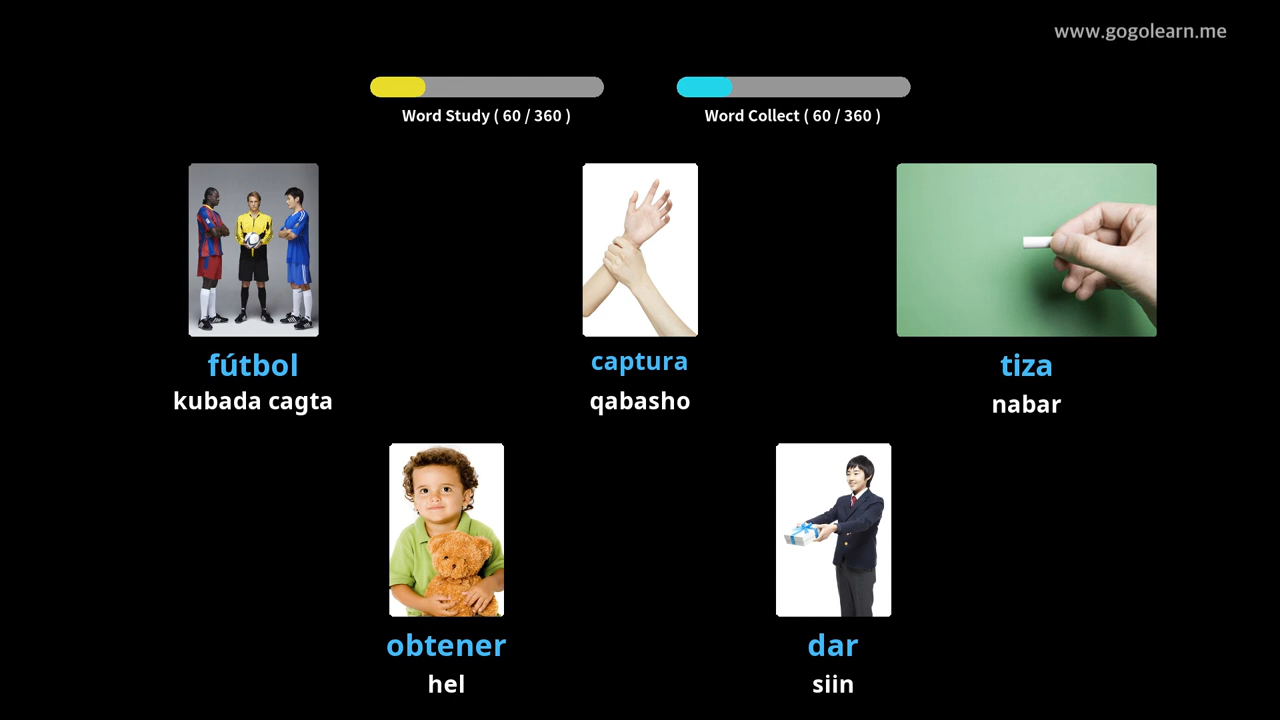 www.gogolearn.me
Word Study ( 60 / 360 )
Word Collect ( 60 / 360 )
fútbol
kubada cagta
captura
qabasho
tiza
nabar
obtener
hel
dar
siin